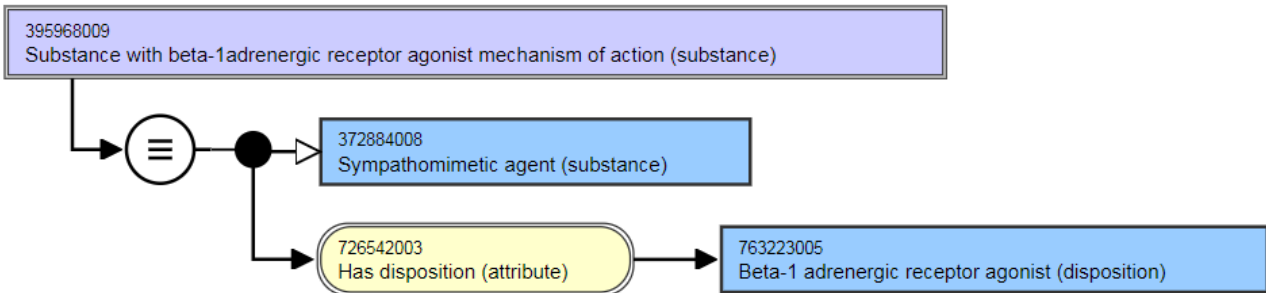 395968009
Substance with beta-1adrenergic receptor agonist mechanism of action (substance)
372884008
Sympathomimetic agent (substance)
726542003
Has disposition (attribute)
763223005
Beta-1 adrenergic receptor agonist (disposition)